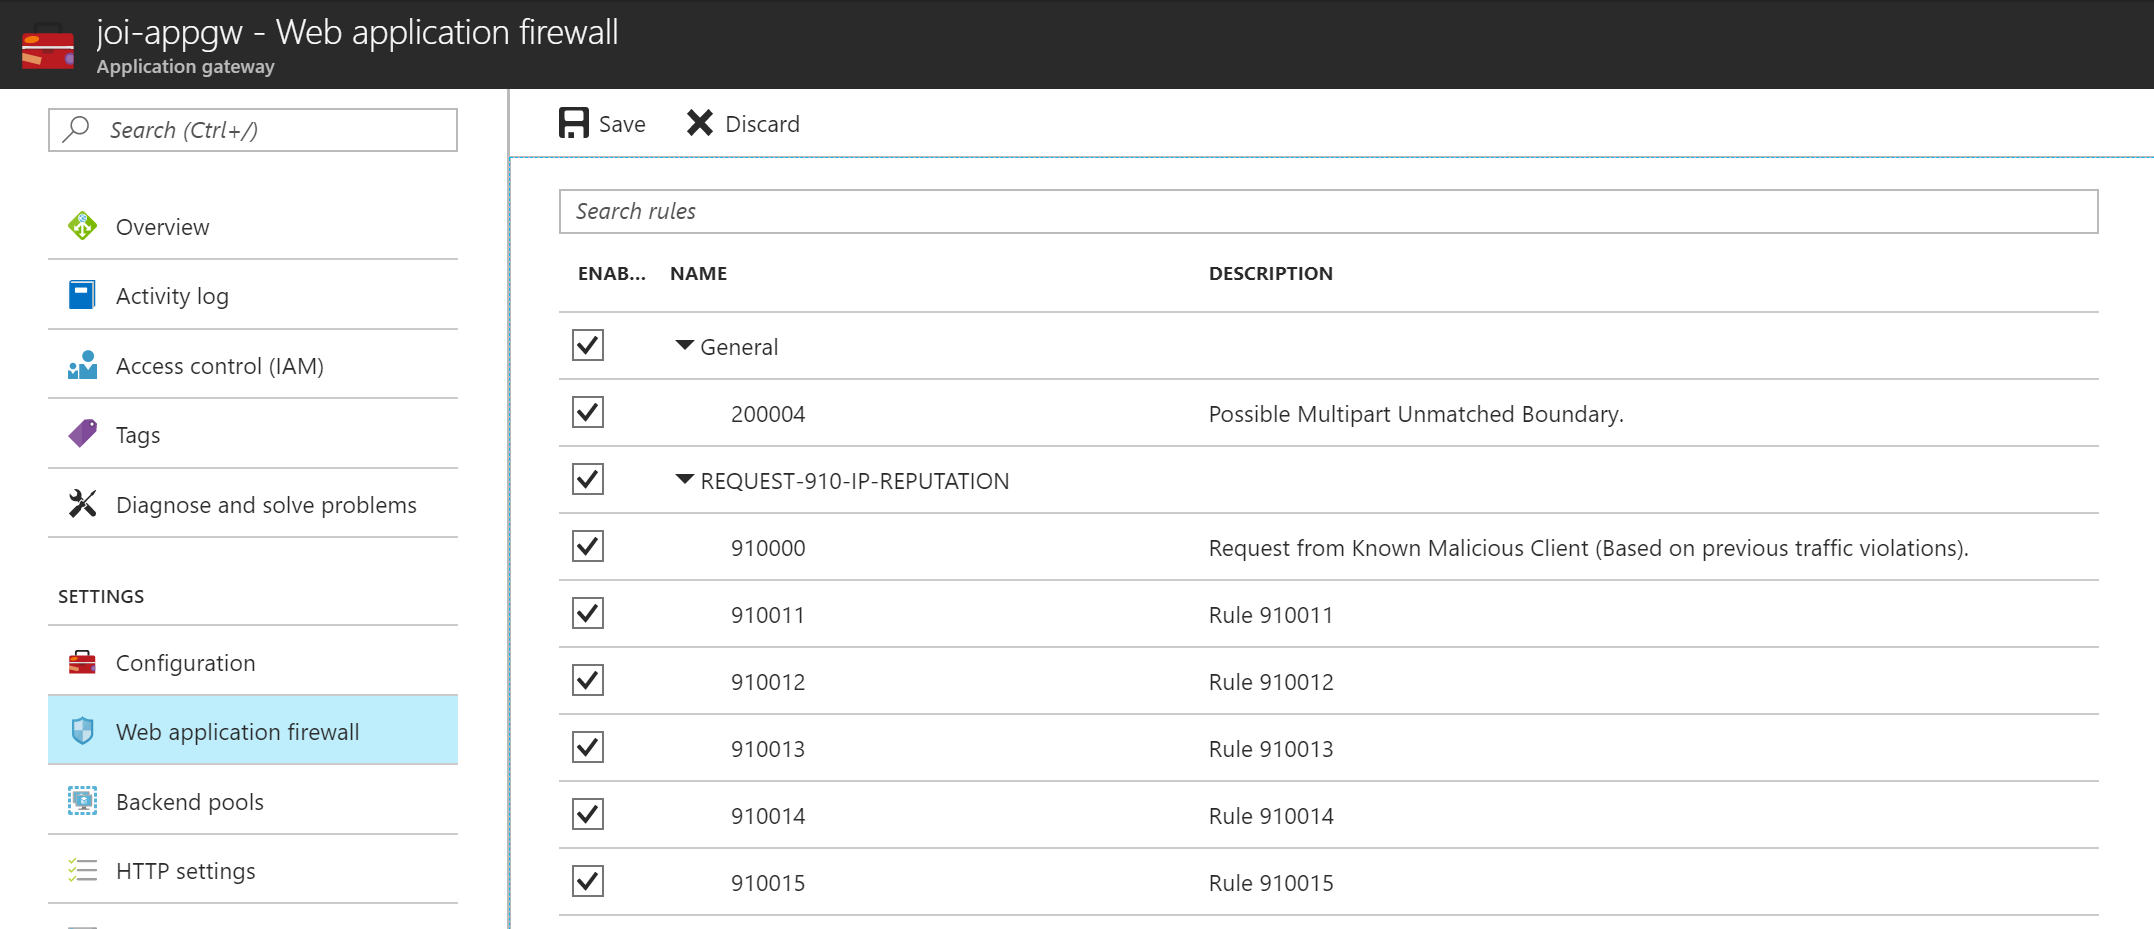 joi-appgw - Web application firewall
Application gateway
Search (Ctrl+/)
Overview
Activity log
Access control (IAM)
Tags
Diagnose and solve problems
SETTINGS
Configuration
Web application firewall
Backend pools
HTTP settings
Save Discard
Search rules
ENAB... NAME DESCRIPTION
General
200004 Possible Multipart Unmatched Boundary.
REQUEST-910-IP-REPUTATION
910000 Request from Known Malicious Client (Based on previous traffic violations).
910011 Rule 910011
910012 Rule 910012
910013 Rule 910013
910014 Rule 910014
910015 Rule 910015